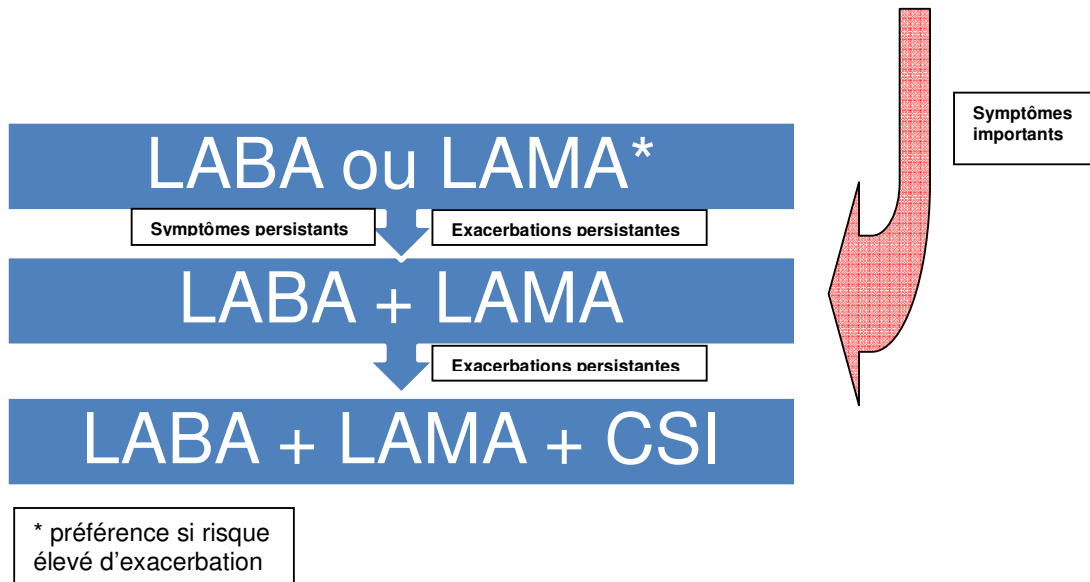 Symptômes
importants
LABA ou LAMA*
Symptômes persistants
Exacerbations persistantes
LABA + LAMA
Exacerbations persistantes
LABA + LAMA + CSI
* préférence si risque
élevé d'exacerbation